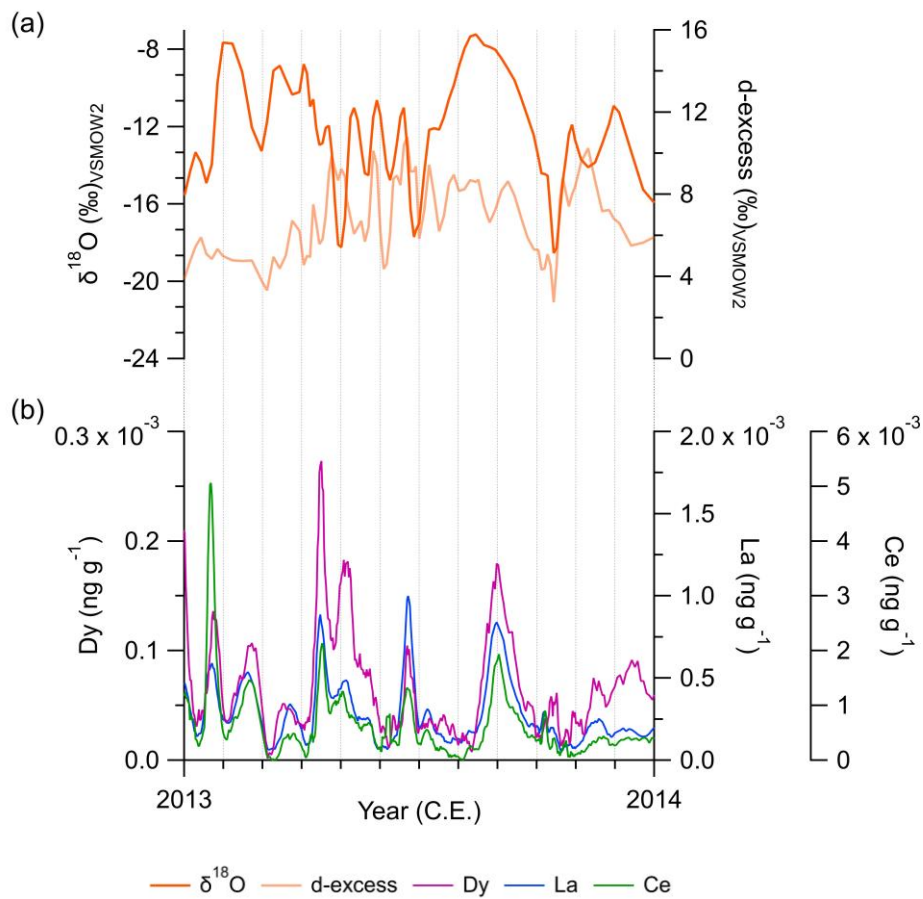 (a)
-8
-12
-16
-20
-24
δ¹⁸O (‰)VSMOW2
16
12
8
4
0
d-excess (‰)VSMOW2
(b)
0.3 x 10⁻³
0.2
0.1
0.0
Dy (ng g⁻¹)
2.0 x 10⁻³
1.5
1.0
0.5
0.0
La (ng g⁻¹)
6 x 10⁻³
5
4
3
2
1
0
Ce (ng g⁻¹)
2013
Year (C.E.)
2014
δ¹⁸O d-excess Dy La Ce